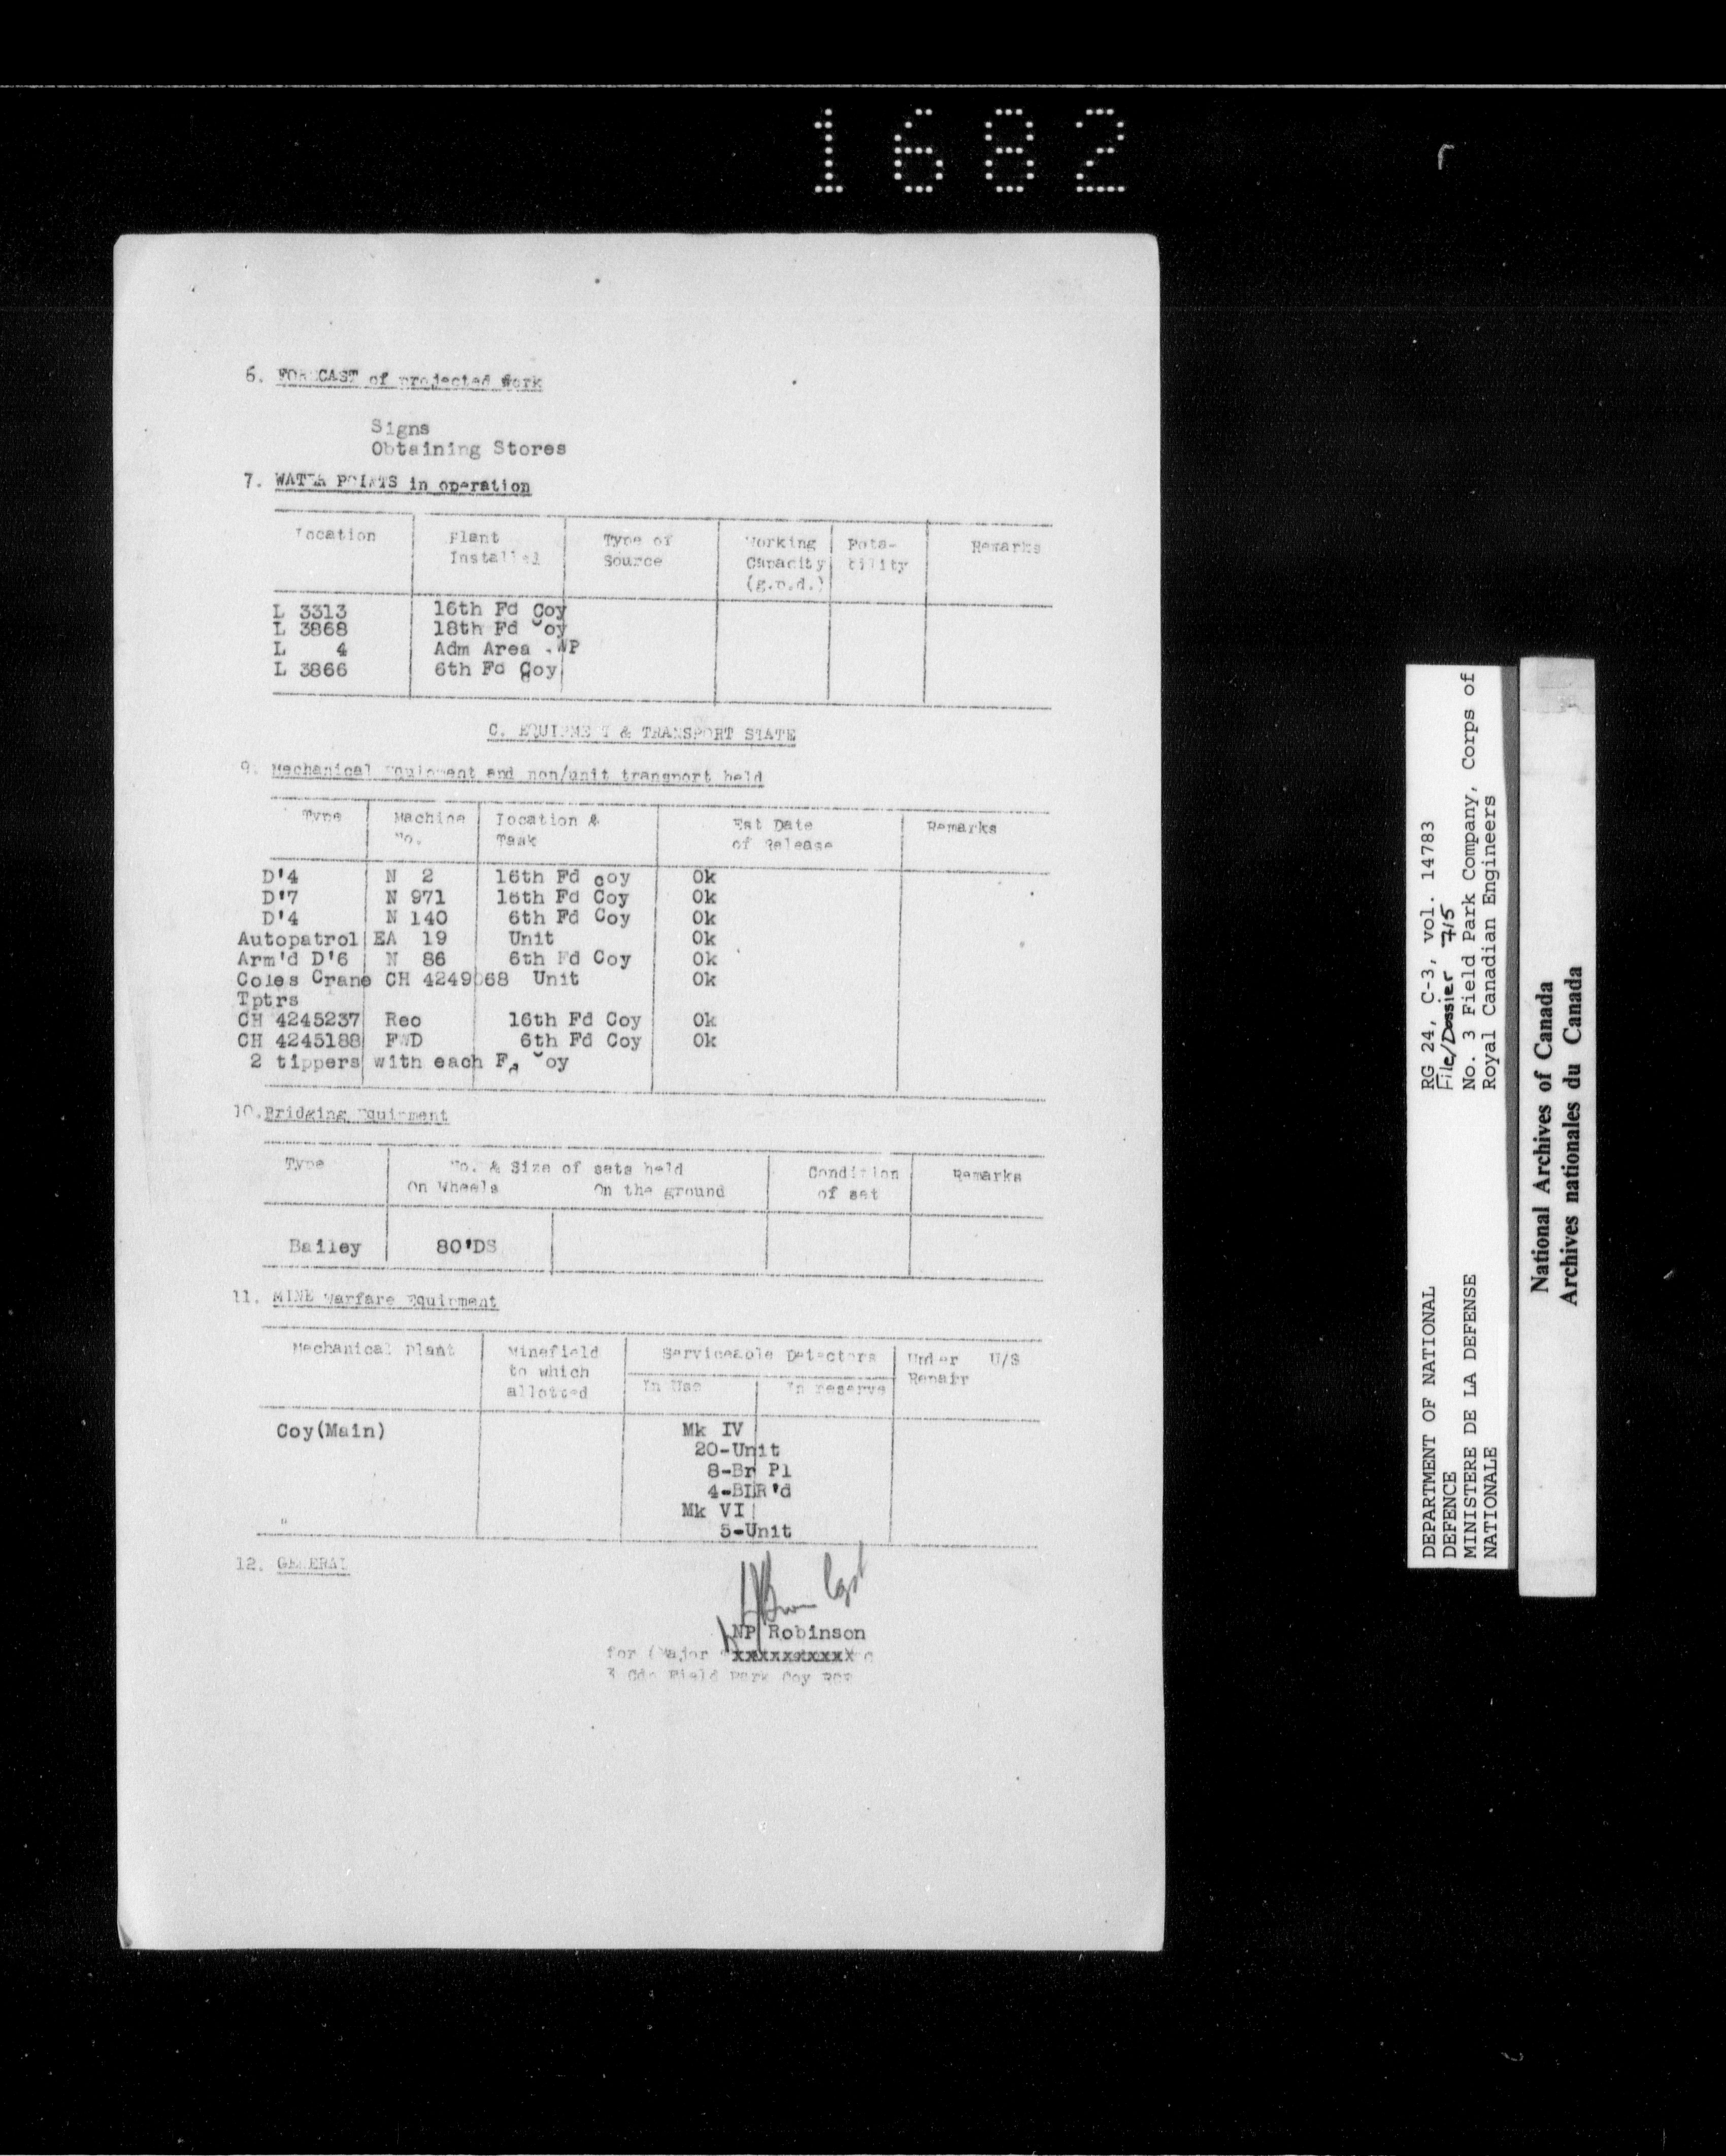 1682
6. FORECAST of projected Work
Signs
Obtaining Stores
7. WATER POINTS in operation
Location Plant Installed Type of Source Working Capacity (g.p.d.) Pota-bility Remarks
L 3313 16th Fd Coy
L 3868 18th Fd Coy
L 4 Adm Area .WP
L 3866 6th Fd Coy
C. EQUIPMENT & TRANSPORT STATE
9. Mechanical Equipment and non/unit transport held
Type Machine No. Location & Task Est Date of Release Remarks
D'4 N 2 16th Fd Coy Ok
D'7 N 971 16th Fd Coy Ok
D'4 N 140 6th Fd Coy Ok
Autopatrol EA 19 Unit Ok
Arm'd D'6 N 86 6th Fd Coy Ok
Coles Crane CH 4249068 Unit Ok
Tptrs
CH 4245237 Reo 16th Fd Coy Ok
CH 4245188 FWD 6th Fd Coy Ok
2 tippers with each Fd Coy
10. Bridging Equipment
Type No. & Size of sets held Condition of set Remarks
On Wheels On the ground
Bailey 80'DS
11. MINE Warfare Equipment
Mechanical Plant Minefield to which allotted Serviceable Detectors Under Repair U/S
In Use In reserve
Coy(Main) Mk IV
20-Unit
8-Br Pl
4-BLR'd
Mk VI
" 5-Unit
12. GENERAL
Capt
NP Robinson
for (Major xxxxxxxxxx
3 Cdn Field Park Coy RCE
RG 24, C-3, vol. 14783
File/Dossier 715
No. 3 Field Park Company, Corps of
Royal Canadian Engineers
DEPARTMENT OF NATIONAL
DEFENCE
MINISTERE DE LA DEFENSE
NATIONALE
National Archives of Canada
Archives nationales du Canada